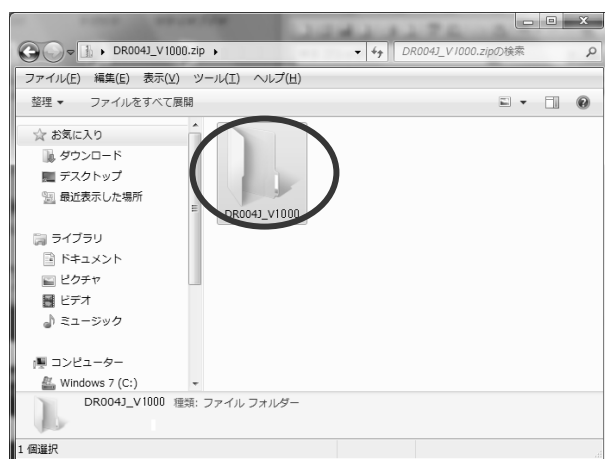 DR004J_V1000.zip
DR004J_V1000.zipの検索
ファイル(F) 編集(E) 表示(V) ツール(T) ヘルプ(H)
整理 ファイルをすべて展開
お気に入り
ダウンロード
デスクトップ
最近表示した場所
ライブラリ
ドキュメント
ピクチャ
ビデオ
ミュージック
コンピューター
Windows 7 (C:)
DR004J_V1000
DR004J_V1000 種類: ファイル フォルダー
1 個選択